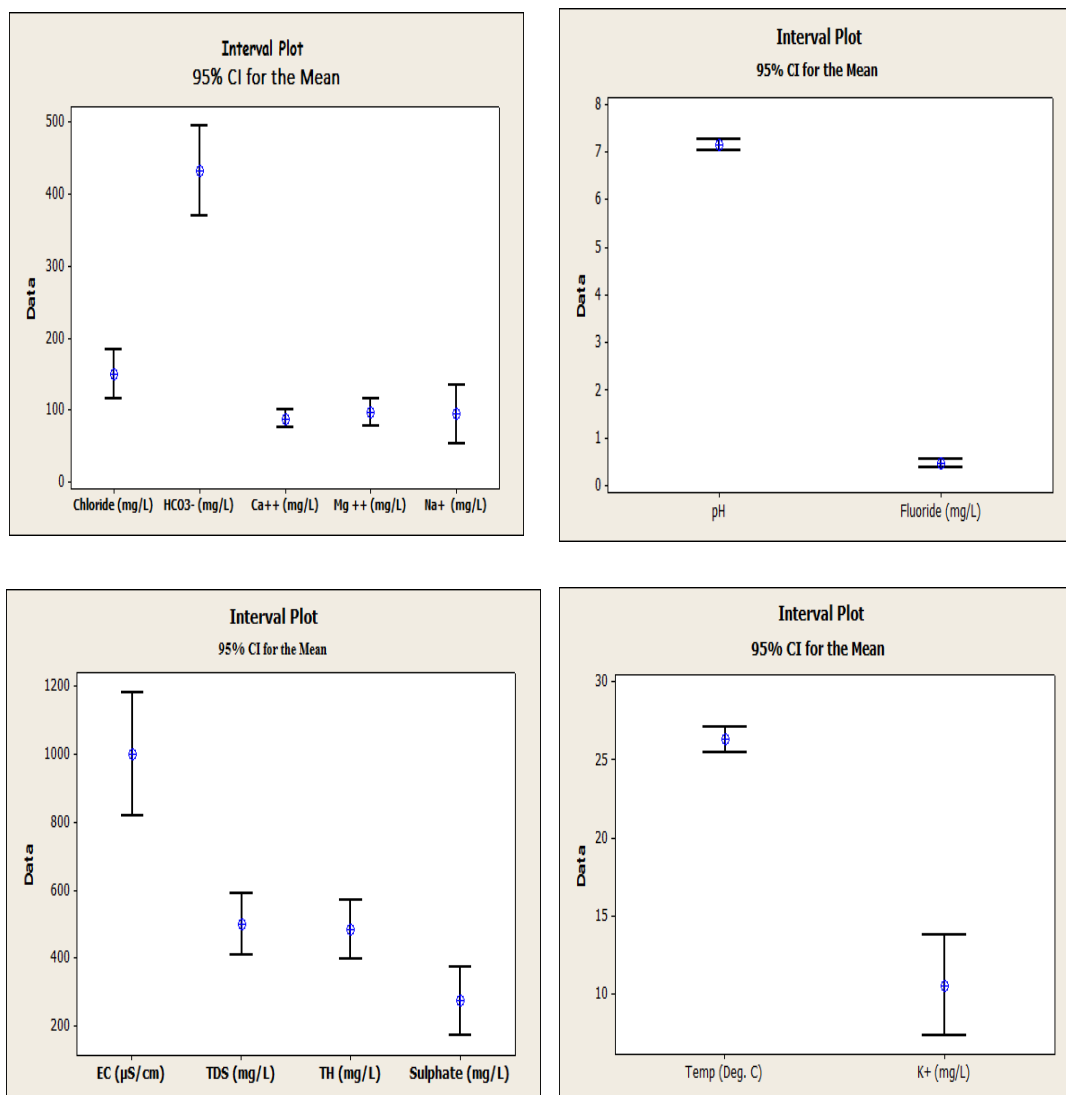 Interval Plot
95% CI for the Mean
Data
500
400
300
200
100
0
Chloride (mg/L) HCO3- (mg/L) Ca++ (mg/L) Mg ++ (mg/L) Na+ (mg/L)
Interval Plot
95% CI for the Mean
Data
8
7
6
5
4
3
2
1
0
pH Fluoride (mg/L)
Interval Plot
95% CI for the Mean
Data
1200
1000
800
600
400
200
EC (µS/cm) TDS (mg/L) TH (mg/L) Sulphate (mg/L)
Interval Plot
95% CI for the Mean
Data
30
25
20
15
10
Temp (Deg. C) K+ (mg/L)